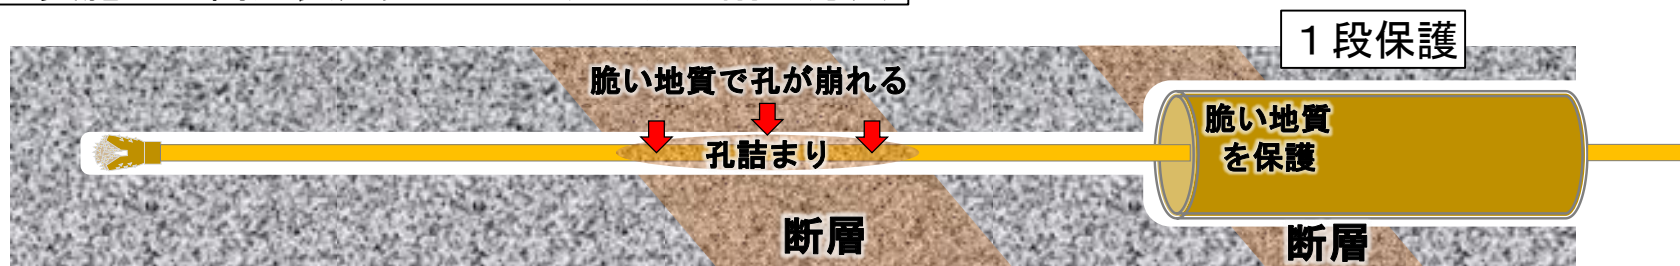 １段保護
脆い地質で孔が崩れる
孔詰まり
脆い地質
を保護
断層
断層